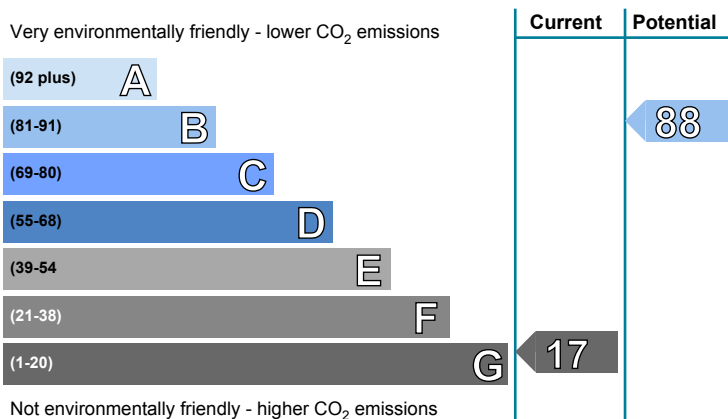 Current Potential
Very environmentally friendly - lower CO2 emissions
(92 plus) A
(81-91) B 88
(69-80) C
(55-68) D
(39-54 E
(21-38) F
(1-20) G 17
Not environmentally friendly - higher CO2 emissions